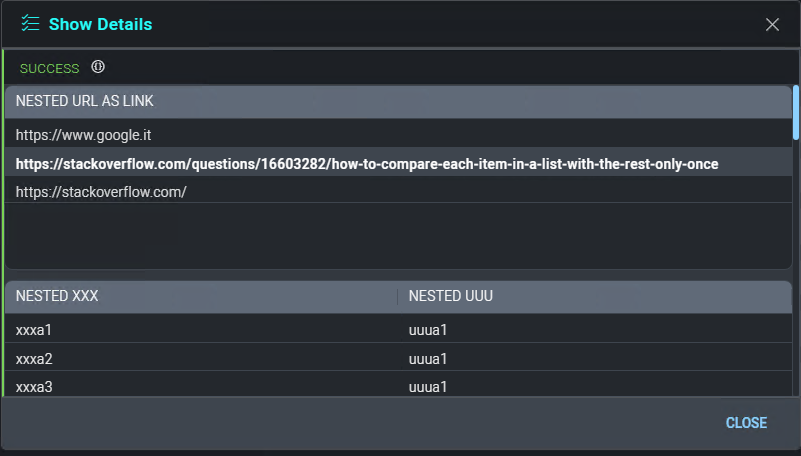 Show Details
SUCCESS
NESTED URL AS LINK
https://www.google.it
https://stackoverflow.com/questions/16603282/how-to-compare-each-item-in-a-list-with-the-rest-only-once
https://stackoverflow.com/
NESTED XXX NESTED UUU
xxxa1 uuua1
xxxa2 uuua1
xxxa3 uuua1
CLOSE